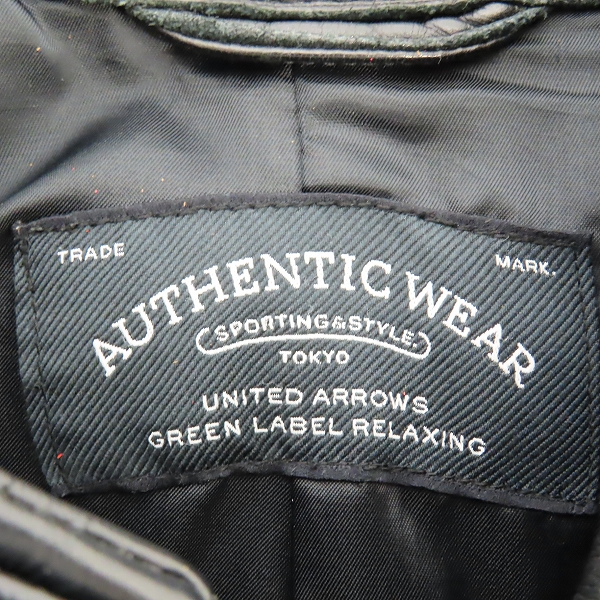 TRADE MARK.
AUTHENTIC WEAR
SPORTING&STYLE.
TOKYO
UNITED ARROWS
GREEN LABEL RELAXING